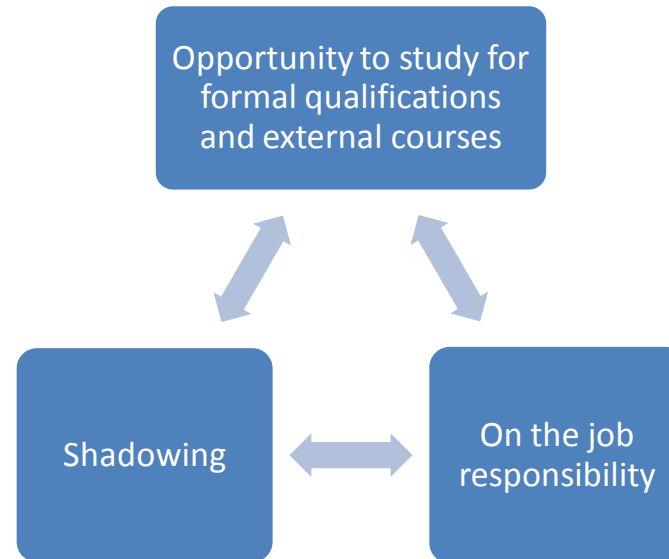 Opportunity to study for
formal qualifications
and external courses
Shadowing
On the job
responsibility